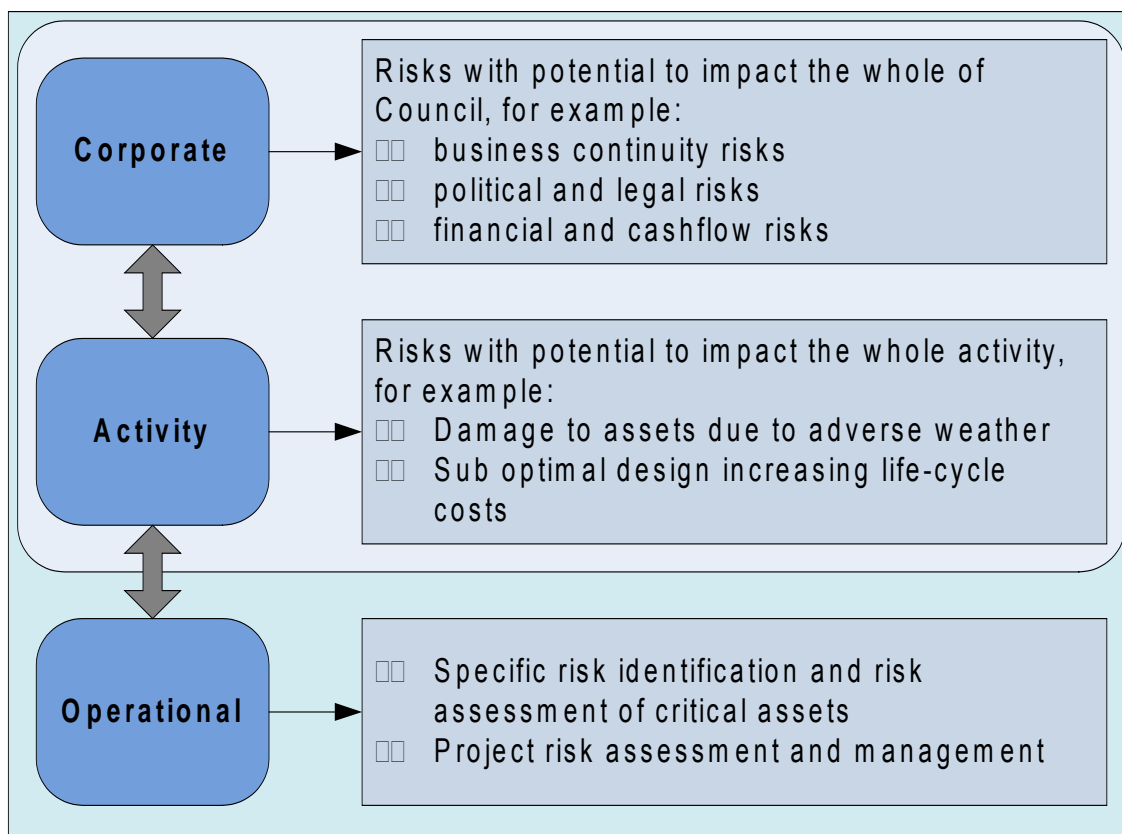 Corporate
Risks with potential to impact the whole of
Council, for example:
□□ business continuity risks
□□ political and legal risks
□□ financial and cashflow risks
Activity
Risks with potential to impact the whole activity,
for example:
□□ Damage to assets due to adverse weather
□□ Sub optimal design increasing life-cycle
costs
Operational
□□ Specific risk identification and risk
assessment of critical assets
□□ Project risk assessment and management